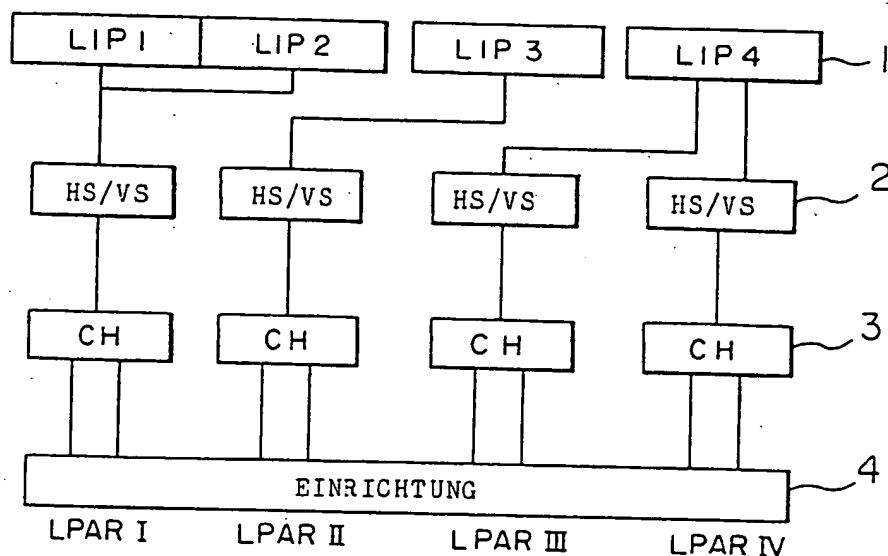 LIP 1 LIP 2 LIP 3 LIP 4 1
HS/VS HS/VS HS/VS HS/VS 2
CH CH CH CH 3
EINRICHTUNG 4
LPAR I LPAR II LPAR III LPAR IV